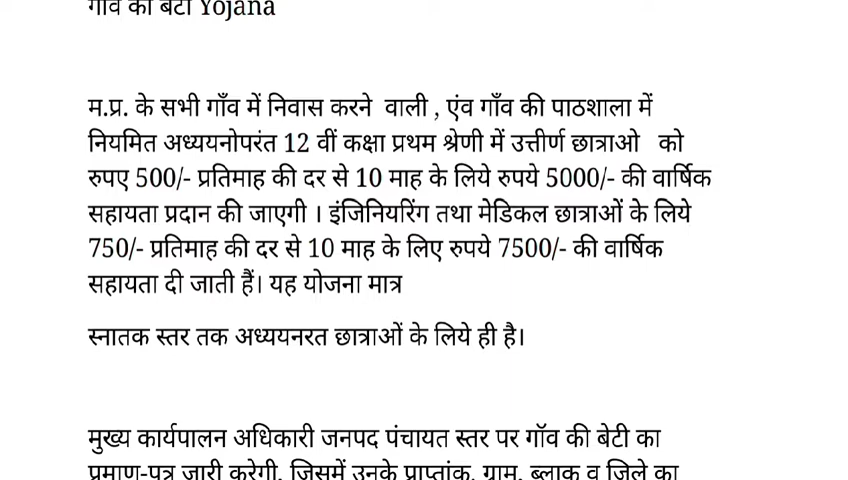 गाँव की बेटी Yojana
म.प्र. के सभी गाँव में निवास करने वाली , एंव गाँव की पाठशाला में
नियमित अध्ययनोपरंत 12 वीं कक्षा प्रथम श्रेणी में उत्तीर्ण छात्राओ को
रुपए 500/- प्रतिमाह की दर से 10 माह के लिये रुपये 5000/- की वार्षिक
सहायता प्रदान की जाएगी । इंजिनियरिंग तथा मेडिकल छात्राओं के लिये
750/- प्रतिमाह की दर से 10 माह के लिए रुपये 7500/- की वार्षिक
सहायता दी जाती हैं। यह योजना मात्र
स्नातक स्तर तक अध्ययनरत छात्राओं के लिये ही है।
मुख्य कार्यपालन अधिकारी जनपद पंचायत स्तर पर गॉव की बेटी का
प्रमाण-पत्र जारी करेगी, जिसमें उनके प्राप्तांक, ग्राम, ब्लाक व जिले का